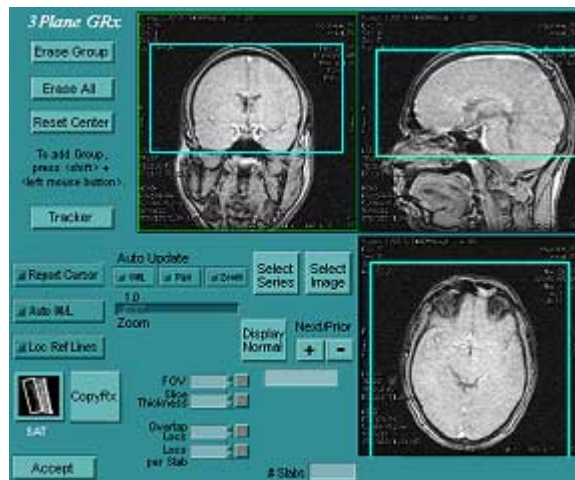 3Plane GRx
Erase Group
Erase All
Reset Center
To add Group,
press <shift> +
<left mouse button>.
Tracker
Auto Update
Report Cursor
W/L
Pan
Zoom
Select
Series
Select
Image
Auto W/L
1.0
Zoom
Loc Ref Lines
Display
Normal
Next/Prior
+
-
SAT
CopyRx
FOV
Slice
Thickness
Overlap
Locs
Locs
per Slab
Accept
# Slabs